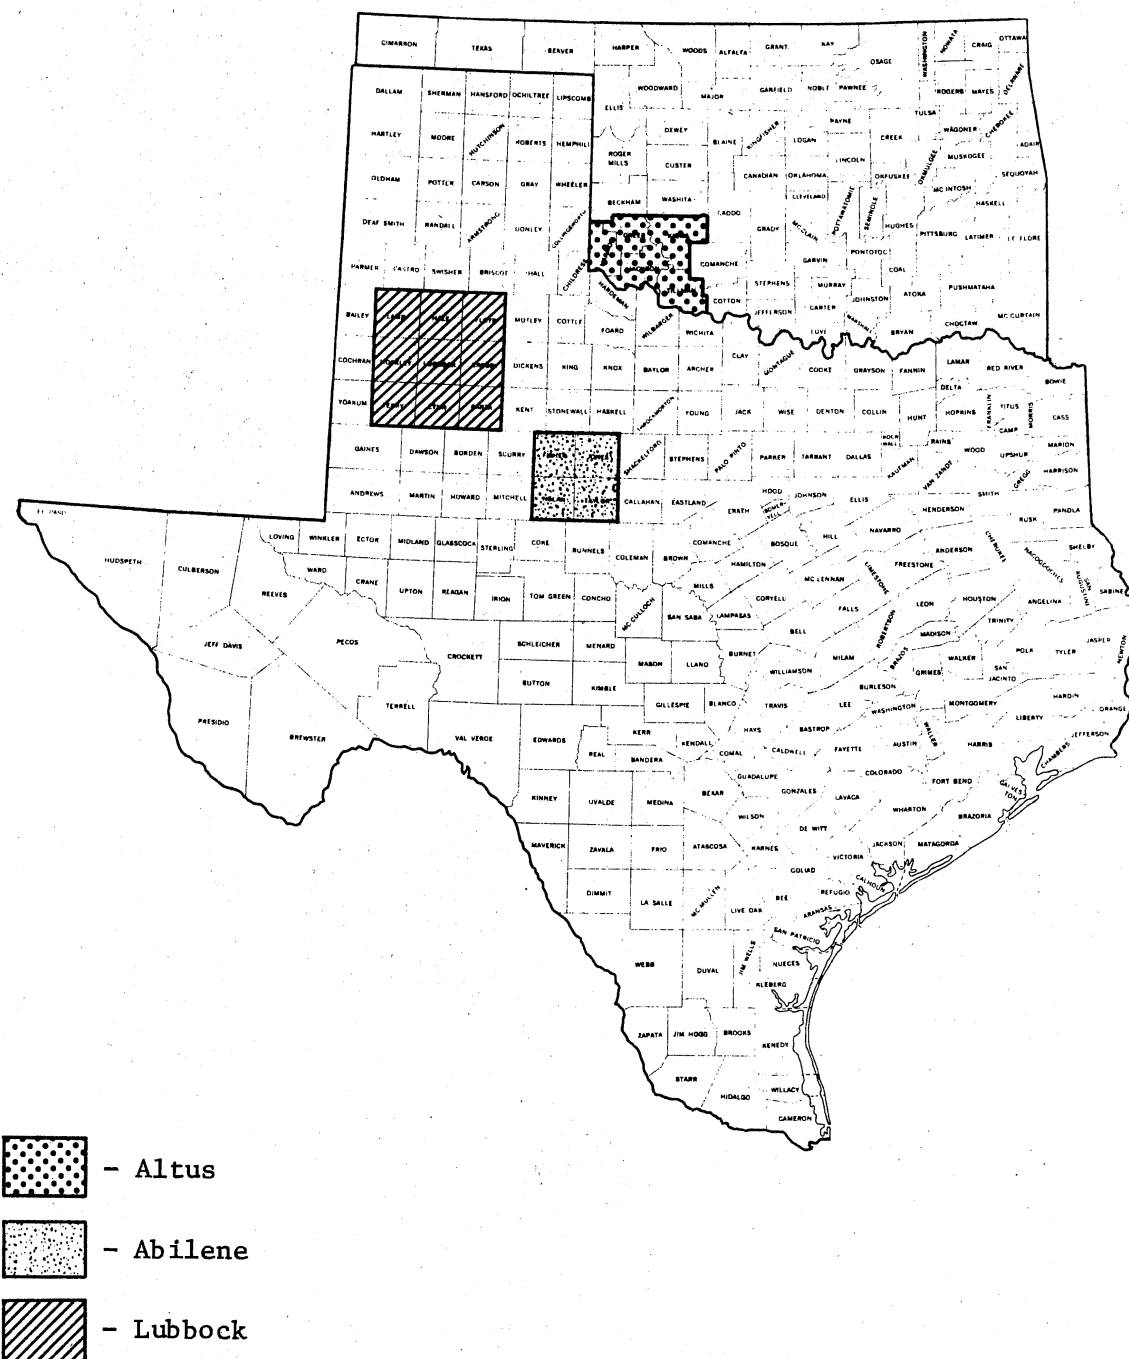 CIMARRON TEXAS BEAVER HARPER WOODS ALFALFA GRANT KAY OSAGE WASHINGTON NOWATA CRAIG OTTAWA
DALLAM SHERMAN HANSFORD OCHILTREE LIPSCOMB ELLIS WOODWARD MAJOR GARFIELD NOBLE PAWNEE ROGERS MAYES DELAWARE
HARTLEY MOORE HUTCHINSON ROBERTS HEMPHILL ROGER MILLS DEWEY CUSTER BLAINE KINGFISHER LOGAN PAYNE LINCOLN CREEK TULSA WAGONER CHEROKEE ADAIR
OLDHAM POTTER CARSON GRAY WHEELER BECKHAM WASHITA CADDO CANADIAN OKLAHOMA CLEVELAND POTTAWATOMIE SEMINOLE OKFUSKEE OKMULGEE MUSKOGEE MC INTOSH SEQUOYAH HASKELL
DEAF SMITH RANDALL ARMSTRONG DONLEY COLLINGSWORTH GRADY MC CLAIN GARVIN PONTOTOC HUGHES PITTSBURG LATIMER LE FLORE
PARMER CASTRO SWISHER BRISCOE HALL CHILDRESS HARDEMAN JACKSON TILLMAN COMANCHE COTTON STEPHENS JEFFERSON MURRAY CARTER LOVE COAL JOHNSTON MARSHALL ATOKA BRYAN PUSHMATAHA CHOCTAW MC CURTAIN
BAILEY LAMB HALE MOTLEY COTTLE FOARD WILBARGER WICHITA CLAY MONTAGUE COOKE GRAYSON FANNIN LAMAR RED RIVER BOWIE
COCHRAN DICKENS KING KNOX BAYLOR ARCHER DELTA
YOAKUM KENT STONEWALL HASKELL THROCKMORTON YOUNG JACK WISE DENTON COLLIN HUNT HOPKINS FRANKLIN TITUS CAMP MORRIS CASS
GAINES DAWSON BORDEN SCURRY SHACKELFORD STEPHENS PALO PINTO PARKER TARRANT DALLAS ROCKWALL KAUFMAN RAINS VAN ZANDT WOOD UPSHUR GREGG MARION HARRISON
ANDREWS MARTIN HOWARD MITCHELL CALLAHAN EASTLAND ERATH HOOD SOMERVELL JOHNSON ELLIS HENDERSON SMITH RUSK PANOLA
EL PASO HUDSPETH CULBERSON LOVING WINKLER ECTOR MIDLAND GLASSCOCK STERLING COKE RUNNELS COLEMAN BROWN COMANCHE HAMILTON BOSQUE HILL NAVARRO ANDERSON CHEROKEE NACOGDOCHES SHELBY
REEVES WARD CRANE UPTON REAGAN IRION TOM GREEN CONCHO MC CULLOCH SAN SABA MILLS LAMPASAS CORYELL MC LENNAN LIMESTONE FREESTONE FALLS LEON HOUSTON ANGELINA SAN AUGUSTINE SABINE
JEFF DAVIS PECOS CROCKETT SCHLEICHER MENARD MASON LLANO BURNET BELL WILLIAMSON MILAM ROBERTSON BRAZOS MADISON GRIMES WALKER TRINITY SAN JACINTO POLK TYLER JASPER NEWTON
PRESIDIO BREWSTER TERRELL VAL VERDE SUTTON KIMBLE EDWARDS REAL KERR BANDERA GILLESPIE KENDALL BLANCO COMAL HAYS TRAVIS CALDWELL BASTROP LEE FAYETTE BURLESON WASHINGTON AUSTIN WALLER MONTGOMERY HARRIS LIBERTY HARDIN ORANGE JEFFERSON CHAMBERS
KINNEY UVALDE MEDINA BEXAR GUADALUPE WILSON GONZALES LAVACA COLORADO WHARTON FORT BEND BRAZORIA GALVESTON
MAVERICK ZAVALA FRIO ATASCOSA KARNES DE WITT GOLIAD VICTORIA JACKSON MATAGORDA CALHOUN
DIMMIT LA SALLE MC MULLEN LIVE OAK BEE REFUGIO ARANSAS SAN PATRICIO
WEBB DUVAL JIM WELLS NUECES KLEBERG
ZAPATA JIM HOGG BROOKS KENEDY
STARR HIDALGO WILLACY
CAMERON
- Altus
- Abilene
- Lubbock